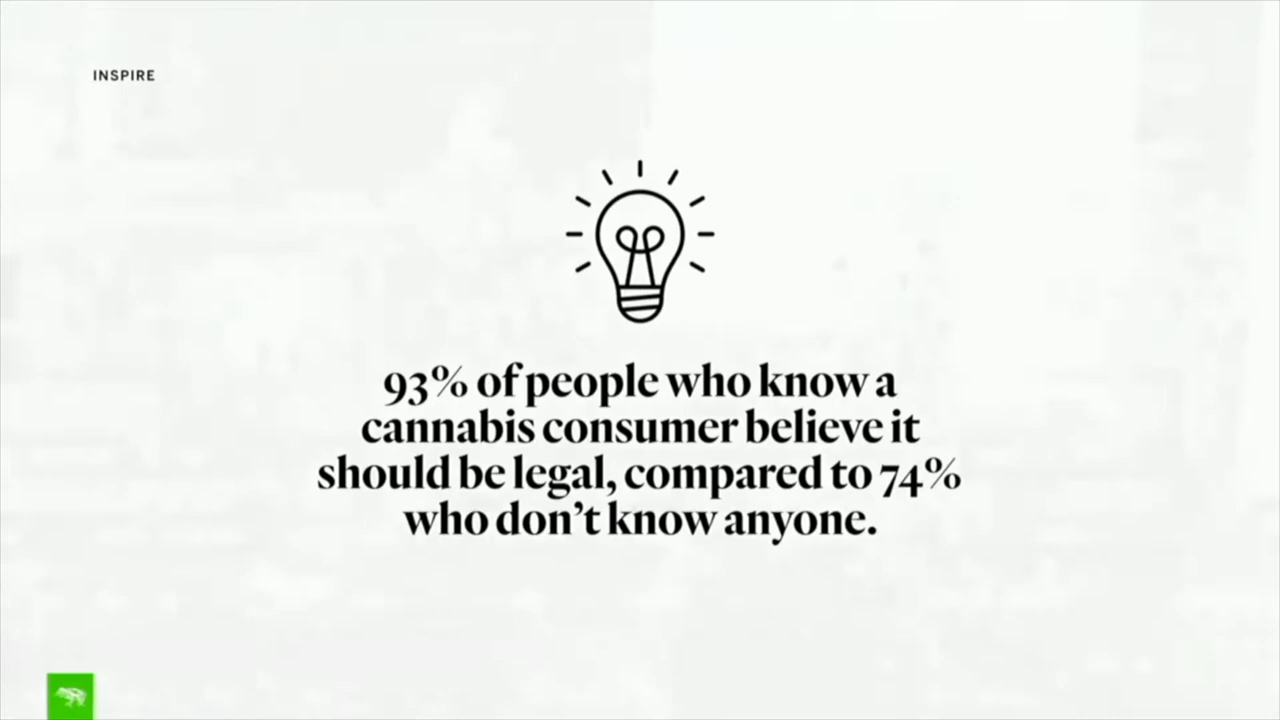 INSPIRE
93% of people who know a
cannabis consumer believe it
should be legal, compared to 74%
who don’t know anyone.